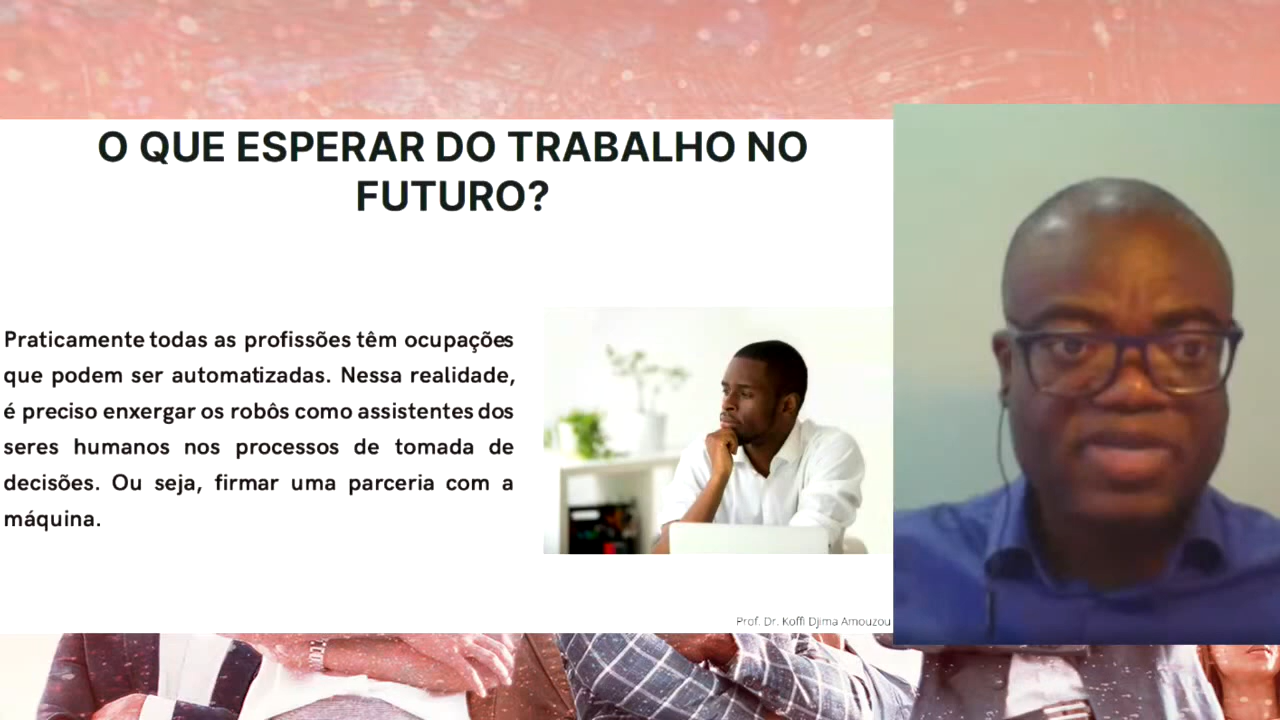 O QUE ESPERAR DO TRABALHO NO
FUTURO?
Praticamente todas as profissões têm ocupações
que podem ser automatizadas. Nessa realidade,
é preciso enxergar os robôs como assistentes dos
seres humanos nos processos de tomada de
decisões. Ou seja, firmar uma parceria com a
máquina.
Prof. Dr. Koffi Djima Amouzou